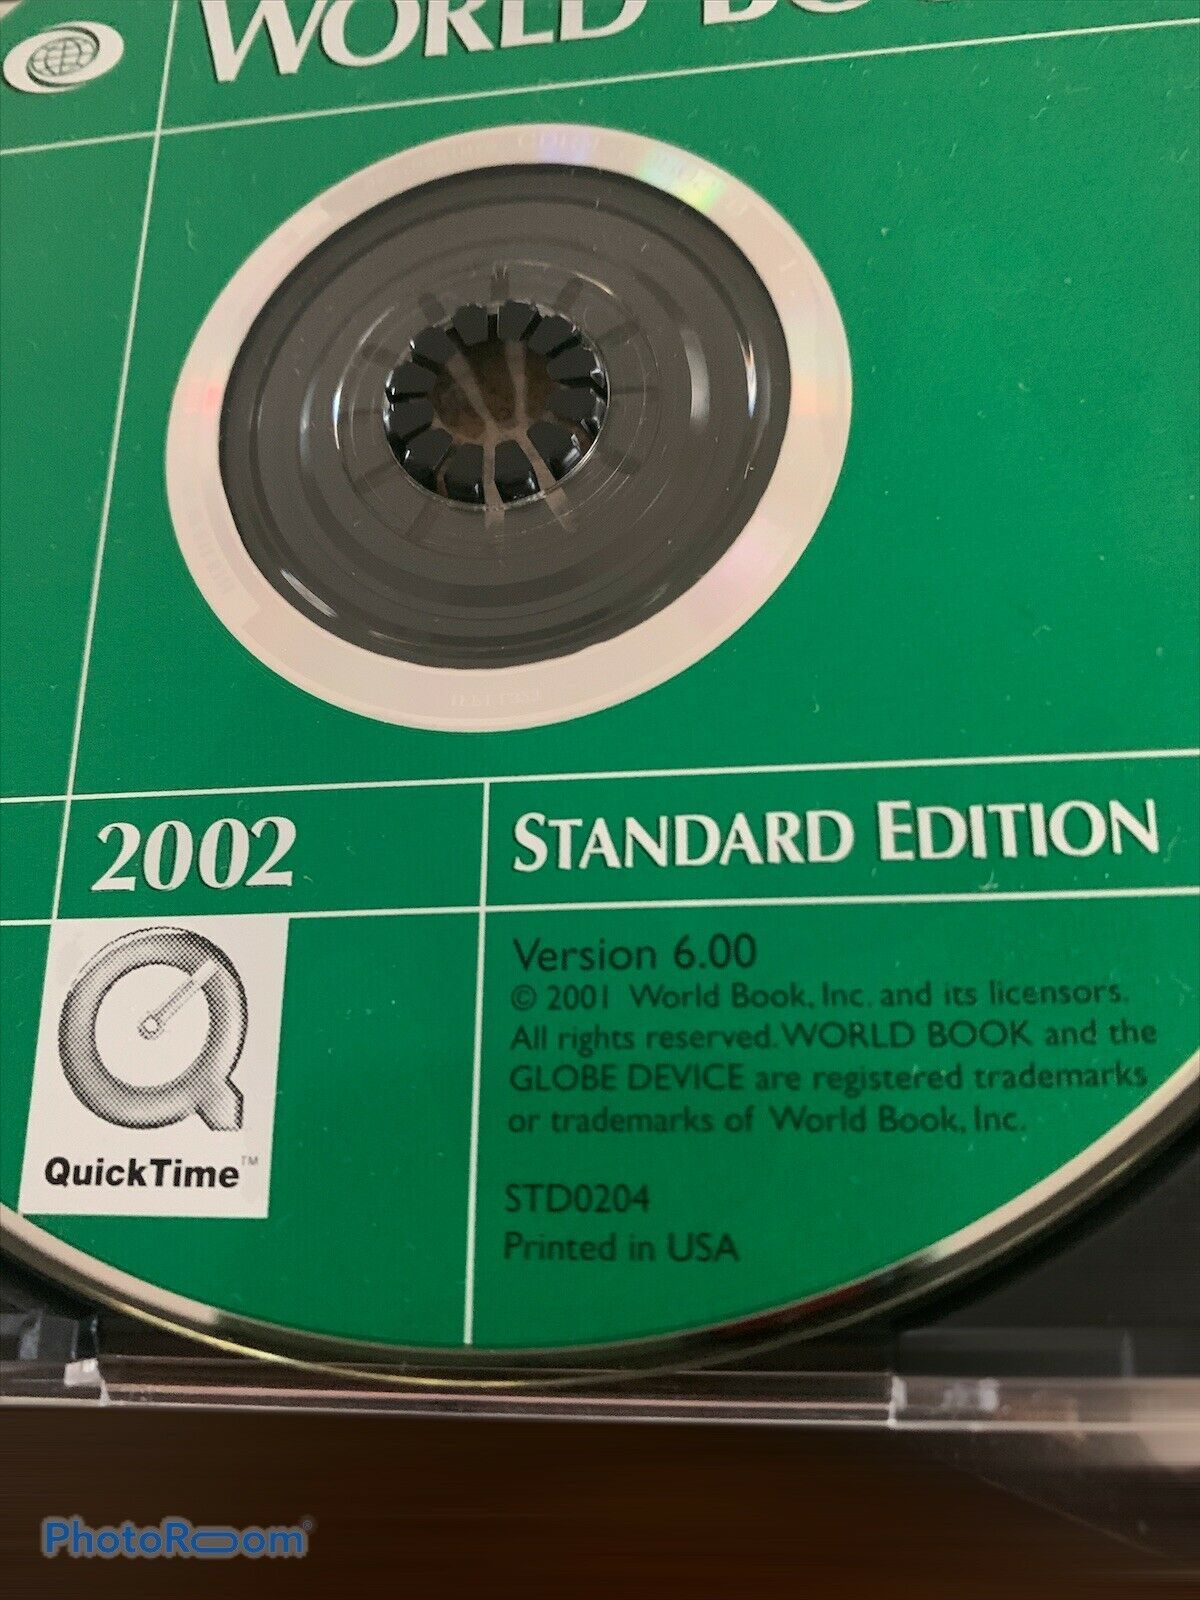 WORLD BO
2002
STANDARD EDITION
Version 6.00
© 2001 World Book, Inc. and its licensors.
All rights reserved. WORLD BOOK and the
GLOBE DEVICE are registered trademarks
or trademarks of World Book, Inc.
QuickTime™
STD0204
Printed in USA
PhotoRoom®